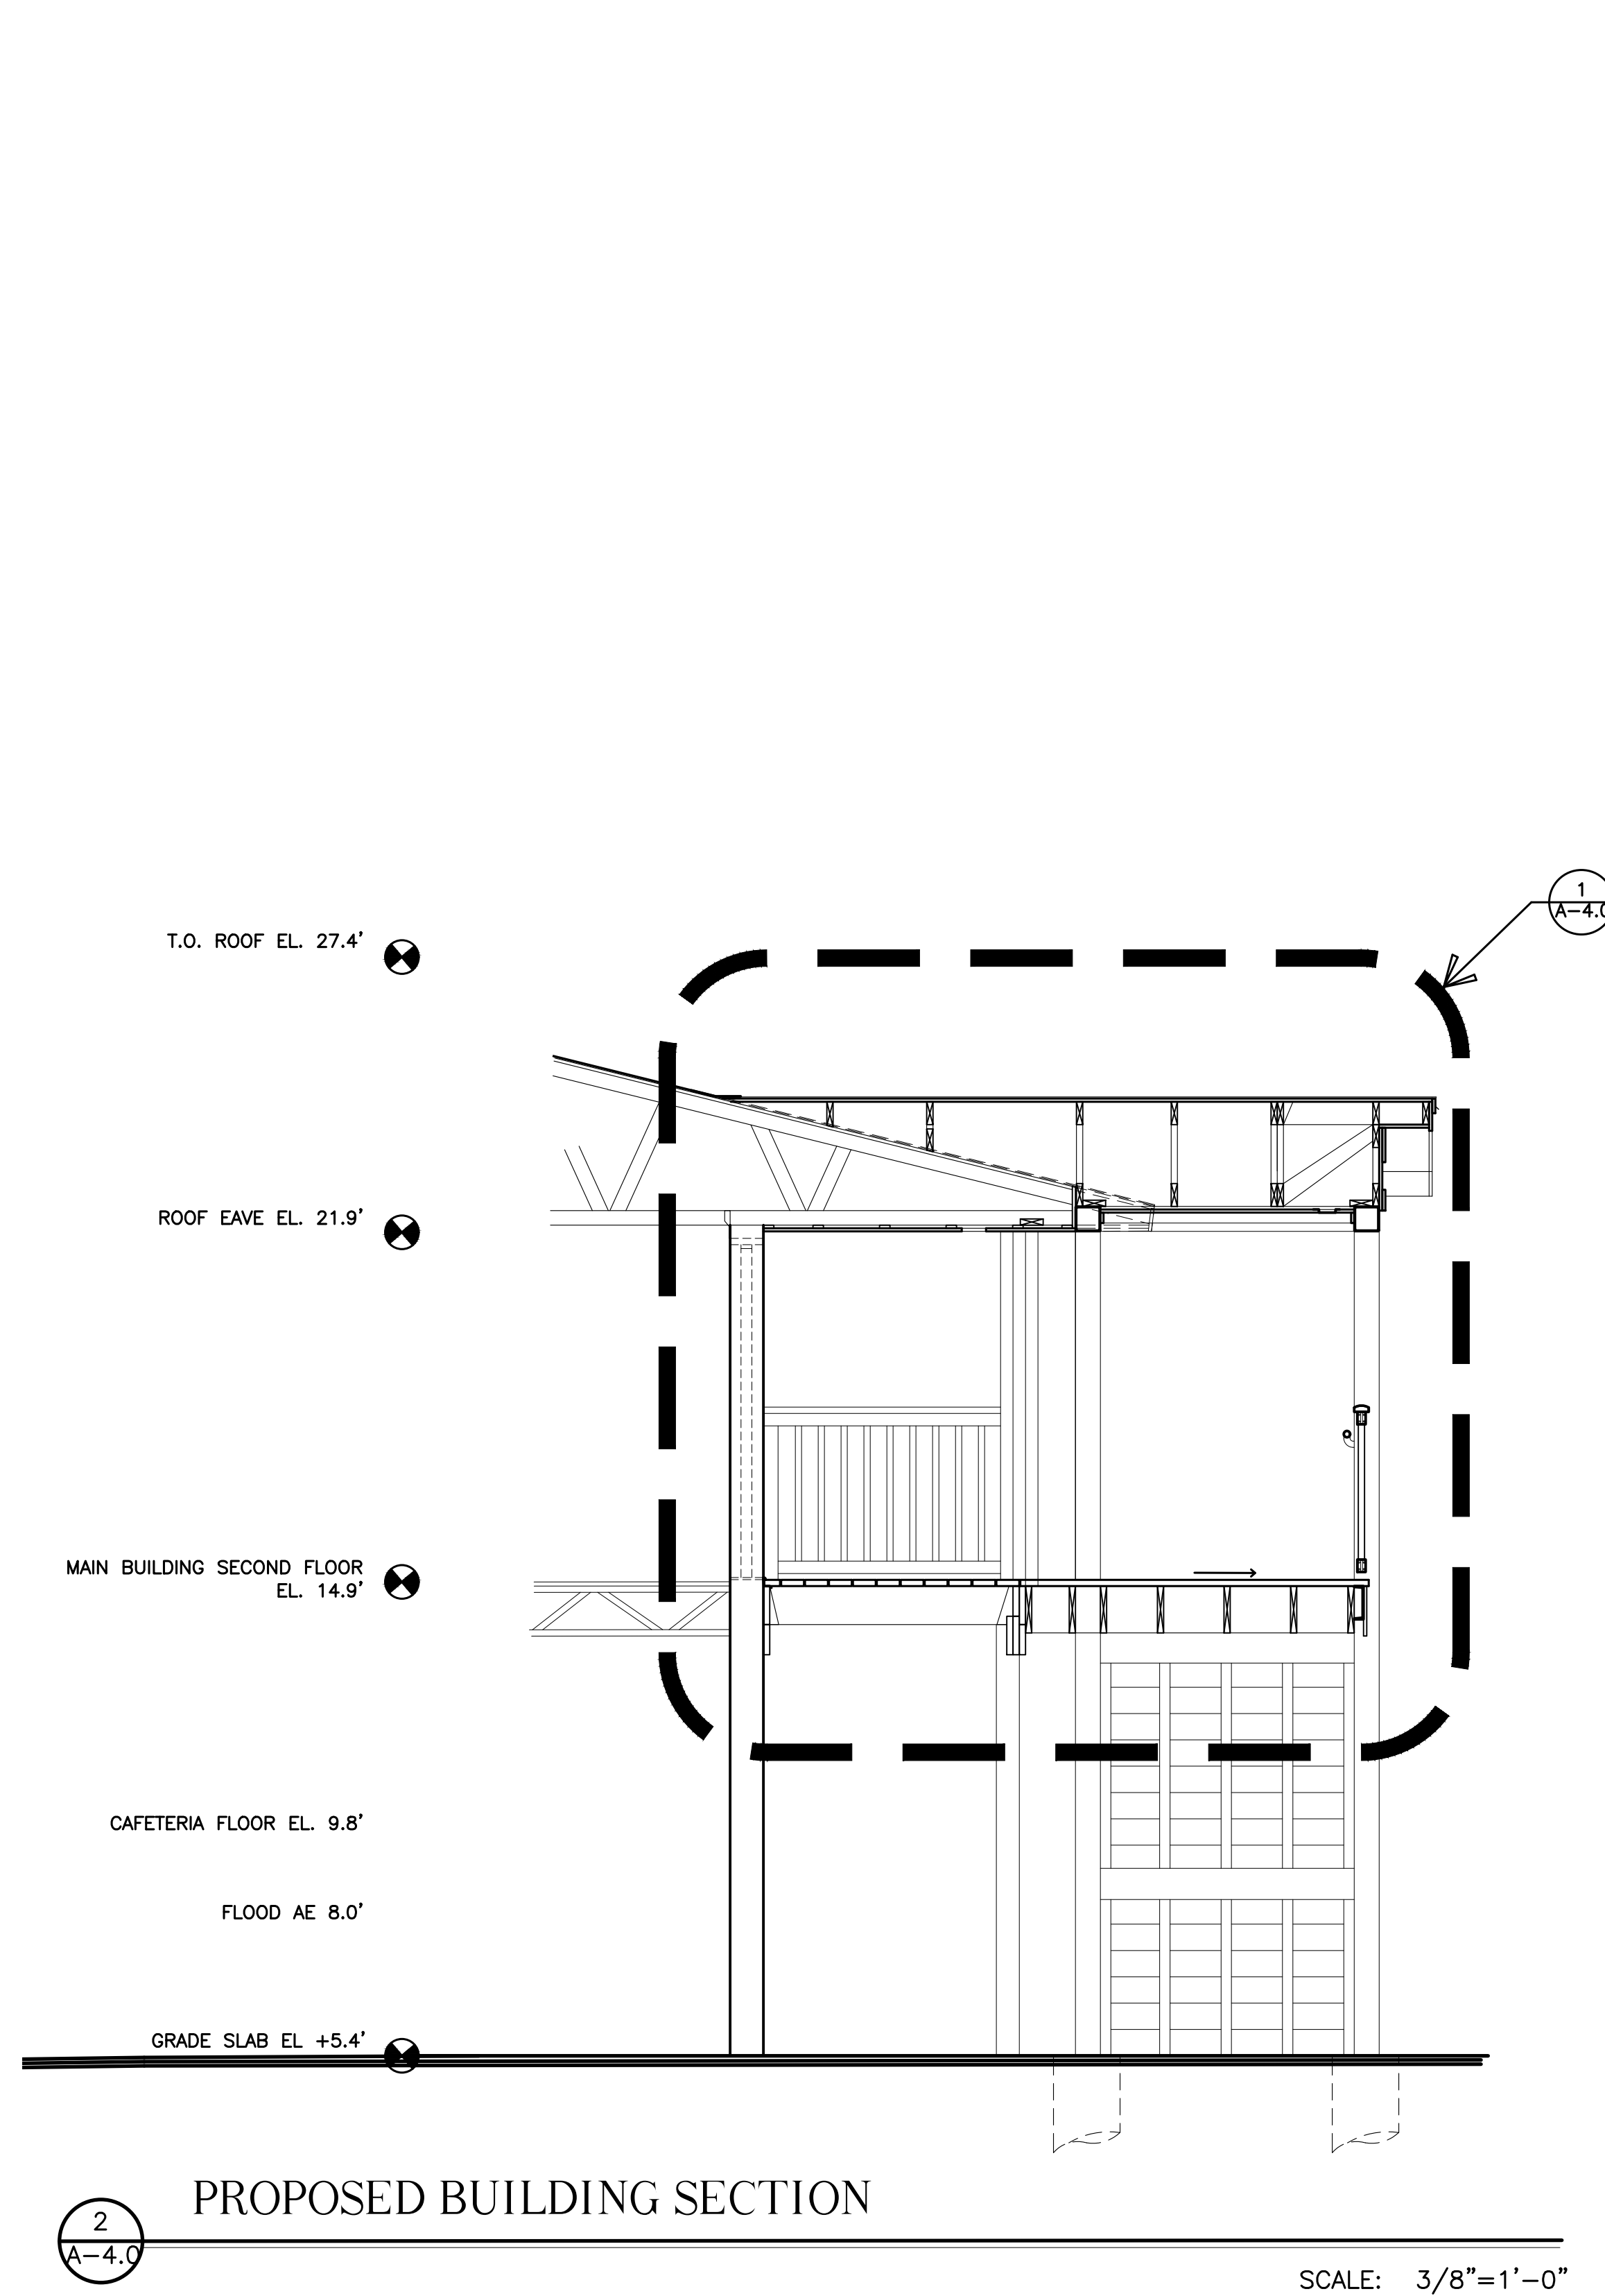 1
A-4.0
T.O. ROOF EL. 27.4'
ROOF EAVE EL. 21.9'
MAIN BUILDING SECOND FLOOR
EL. 14.9'
CAFETERIA FLOOR EL. 9.8'
FLOOD AE 8.0'
GRADE SLAB EL +5.4'
PROPOSED BUILDING SECTION
2
A-4.0
SCALE: 3/8"=1'-0"